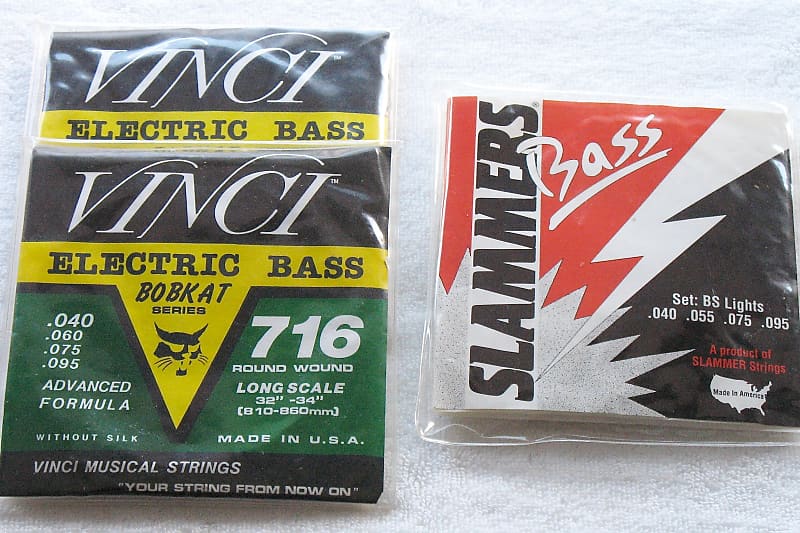 VINCI
ELECTRIC BASS
VINCI™
ELECTRIC BASS
BOBKAT
SERIES
.040
.060
.075
.095
ADVANCED
FORMULA
WITHOUT SILK
716
ROUND WOUND
LONG SCALE
32" -34"
(810-860mm)
MADE IN U.S.A.
VINCI MUSICAL STRINGS
"YOUR STRING FROM NOW ON"
SLAMMERS®
Bass
Set: BS Lights
.040 .055 .075 .095
A product of
SLAMMER Strings
Made In America